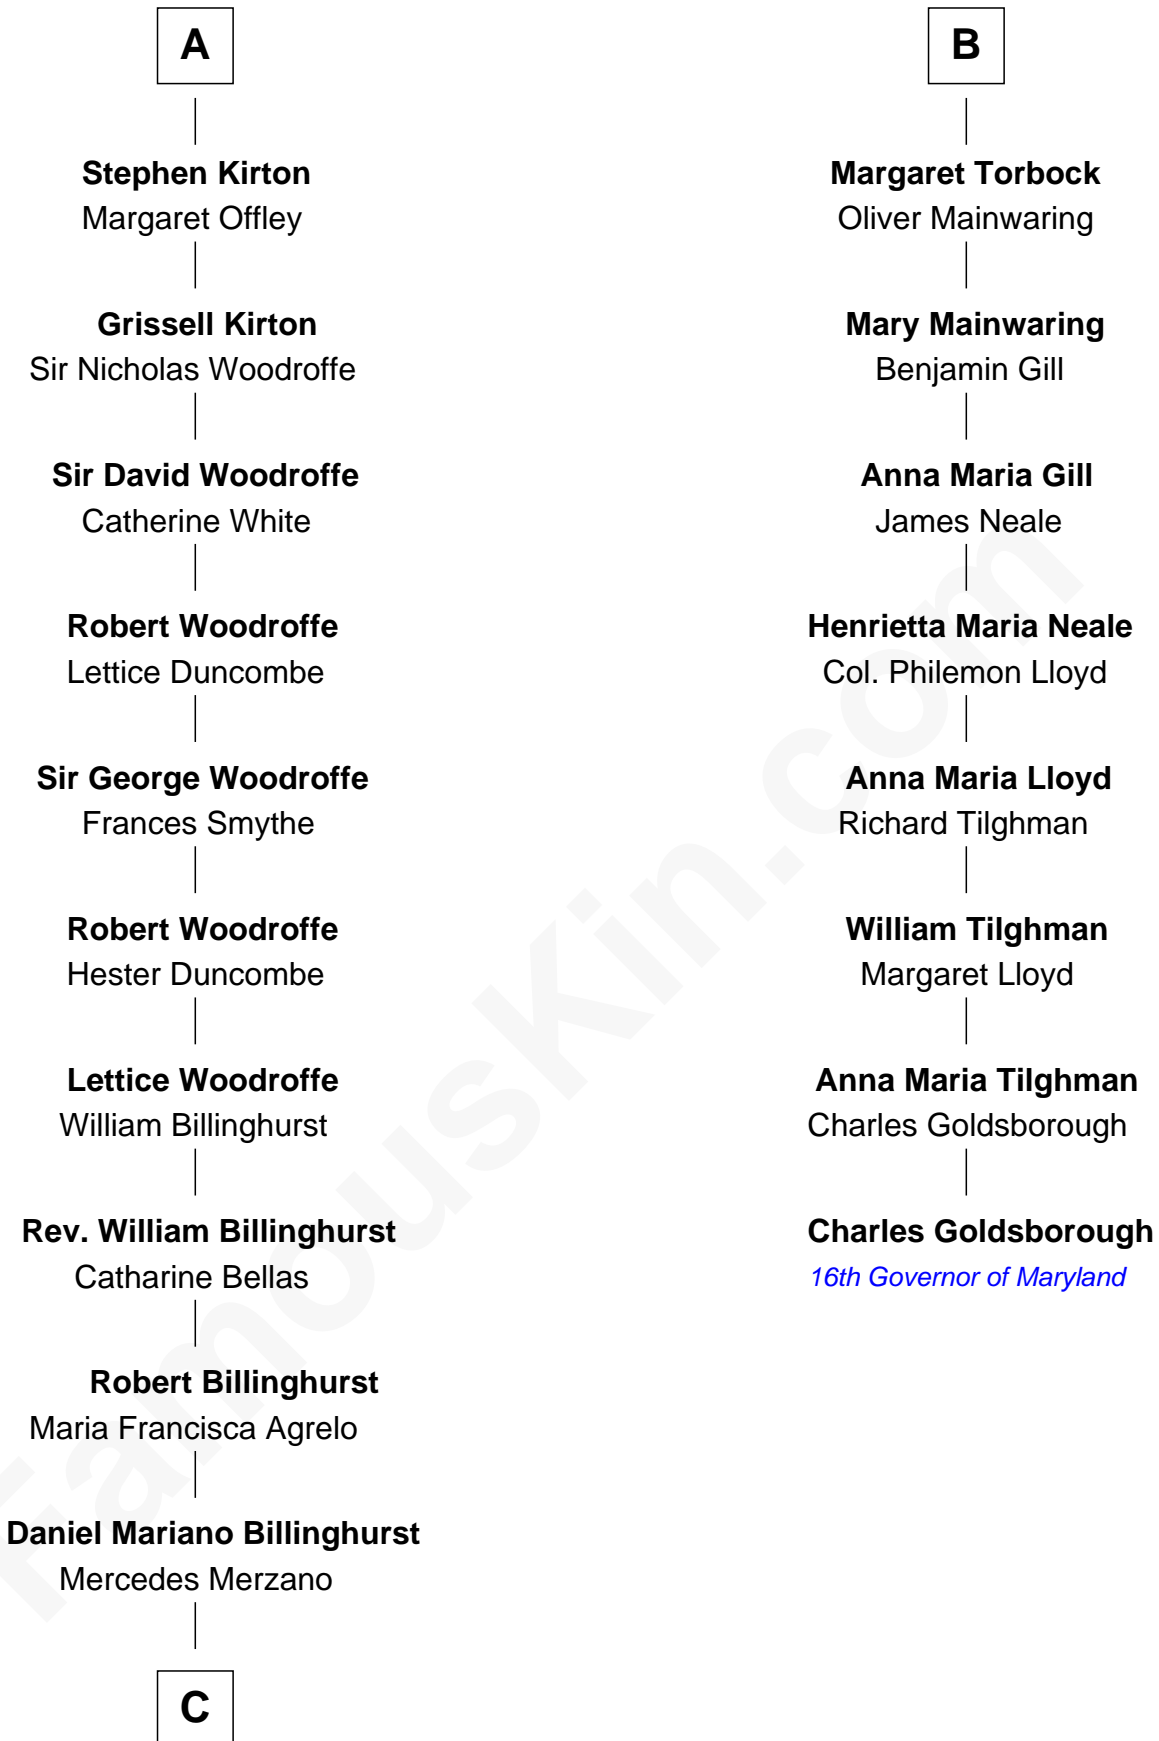 A
Stephen Kirton
Margaret Offley
Grissell Kirton
Sir Nicholas Woodroffe
Sir David Woodroffe
Catherine White
Robert Woodroffe
Lettice Duncombe
Sir George Woodroffe
Frances Smythe
Robert Woodroffe
Hester Duncombe
Lettice Woodroffe
William Billinghurst
Rev. William Billinghurst
Catharine Bellas
Robert Billinghurst
Maria Francisca Agrelo
Daniel Mariano Billinghurst
Mercedes Merzano
C
B
Margaret Torbock
Oliver Mainwaring
Mary Mainwaring
Benjamin Gill
Anna Maria Gill
James Neale
Henrietta Maria Neale
Col. Philemon Lloyd
Anna Maria Lloyd
Richard Tilghman
William Tilghman
Margaret Lloyd
Anna Maria Tilghman
Charles Goldsborough
Charles Goldsborough
16th Governor of Maryland
FamousKin.com